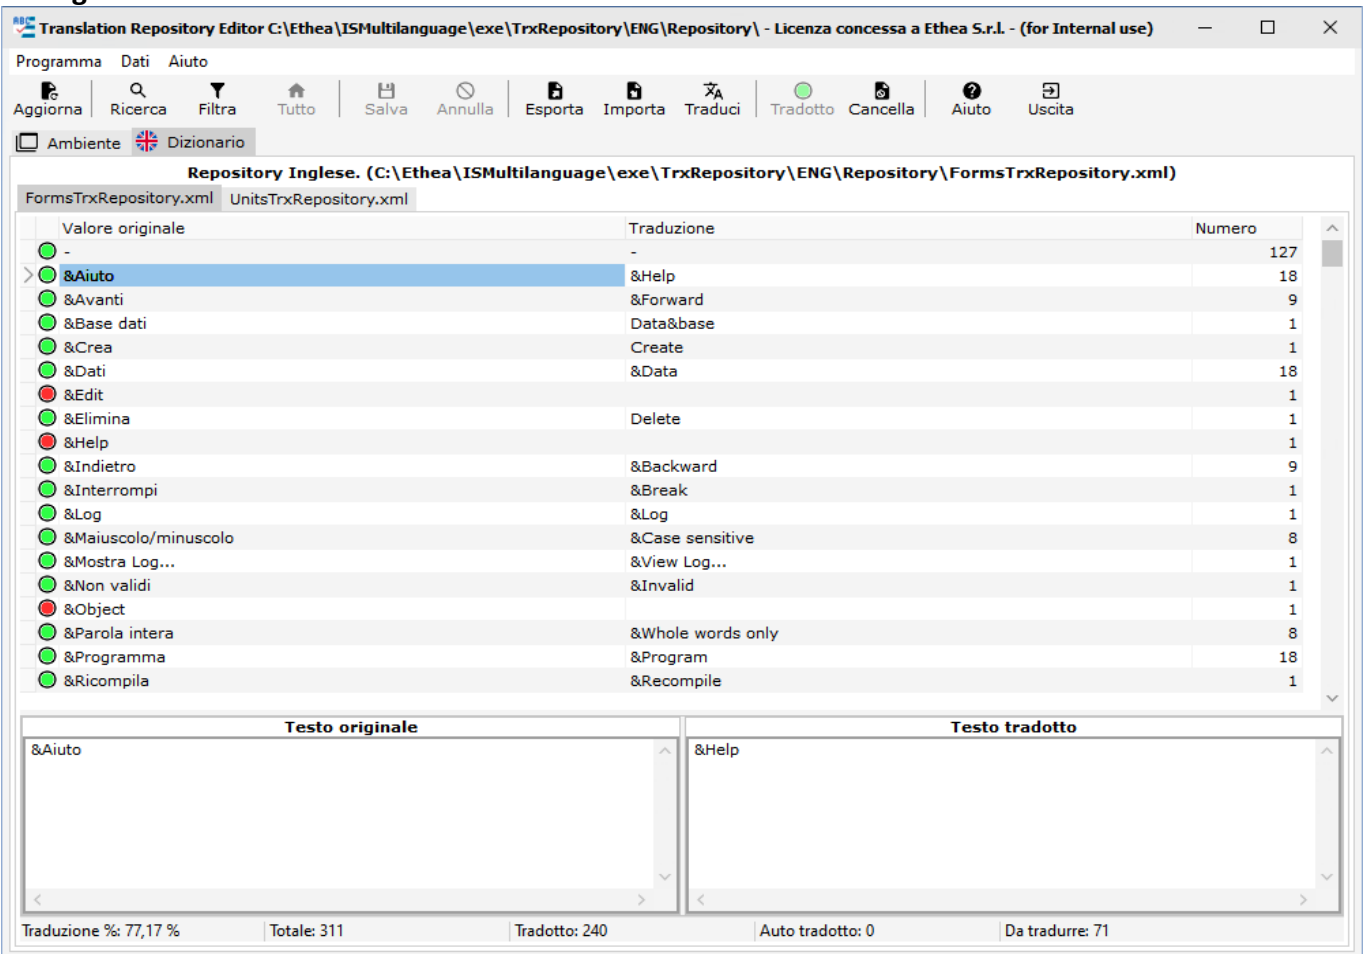 Translation Repository Editor C:\Ethea\ISMultilanguage\exe\TrxRepository\ENG\Repository\ - Licenza concessa a Ethea S.r.l. - (for Internal use)
Programma Dati Aiuto
Aggiorna Ricerca Filtra Tutto Salva Annulla Esporta Importa Traduci Tradotto Cancella Aiuto Uscita
Ambiente Dizionario
Repository Inglese. (C:\Ethea\ISMultilanguage\exe\TrxRepository\ENG\Repository\FormsTrxRepository.xml)
FormsTrxRepository.xml UnitsTrxRepository.xml
Valore originale Traduzione Numero
- - 127
&Aiuto &Help 18
&Avanti &Forward 9
&Base dati Data&base 1
&Crea Create 1
&Dati &Data 18
&Edit 1
&Elimina Delete 1
&Help 1
&Indietro &Backward 9
&Interrompi &Break 1
&Log &Log 1
&Maiuscolo/minuscolo &Case sensitive 8
&Mostra Log... &View Log... 1
&Non validi &Invalid 1
&Object 1
&Parola intera &Whole words only 8
&Programma &Program 18
&Ricompila &Recompile 1
Testo originale Testo tradotto
&Aiuto &Help
Traduzione %: 77,17 % Totale: 311 Tradotto: 240 Auto tradotto: 0 Da tradurre: 71